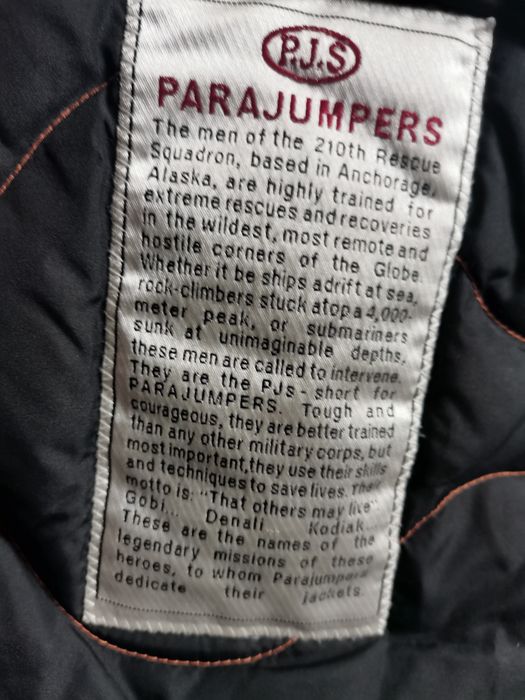 P.J.S
PARAJUMPERS
The men of the 210th Rescue
Squadron, based in Anchorage,
Alaska, are highly trained for
extreme rescues and recoveries
in the wildest, most remote and
hostile corners of the Globe.
Whether it be ships adrift at sea,
rock-climbers stuck atop a 4,000-
meter peak, or submariners
sunk at unimaginable depths,
these men are called to intervene.
They are the PJs - short for
PARAJUMPERS. Tough and
courageous, they are better trained
than any other military corps, but
most important, they use their skills
and techniques to save lives. Their
motto is: "That others may live"
Gobi... Denali... Kodiak...
These are the names of the
legendary missions of these
heroes, to whom Parajumpers
dedicate their jackets.